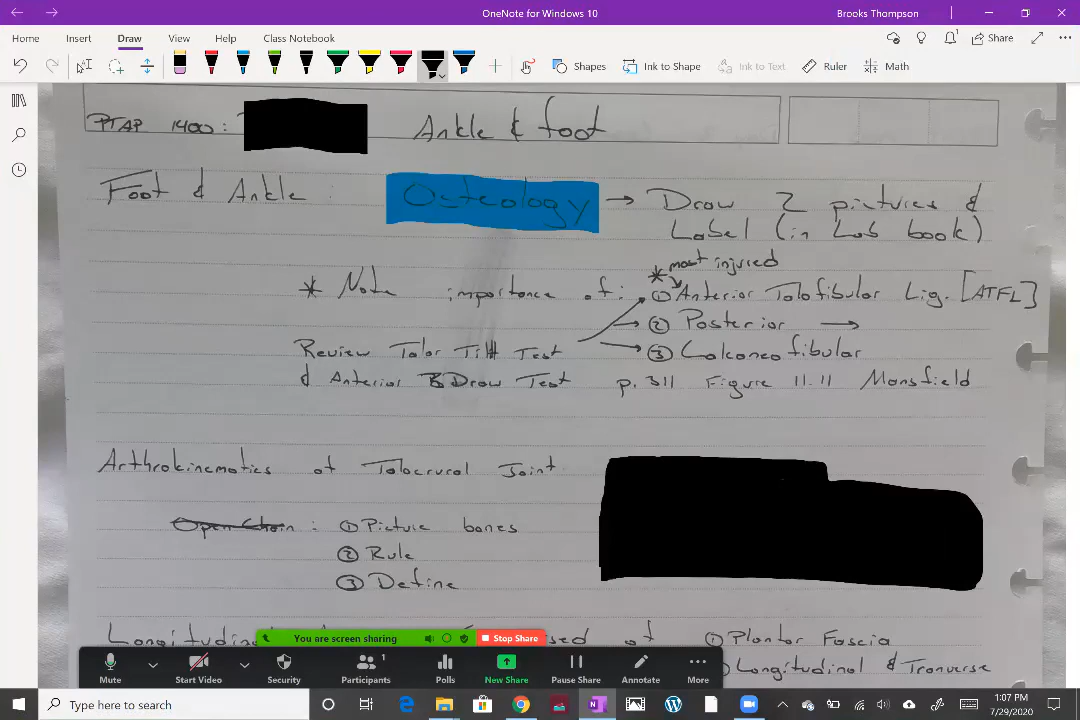 OneNote for Windows 10
Brooks Thompson
Home Insert Draw View Help Class Notebook
Share
Shapes Ink to Shape Ink to Text Ruler Math
PTAP 1400:
Ankle & foot
Foot & Ankle : Osteology → Draw 2 pictures &
Label (in Lab book)
* most injured
* Note importance of: ① Anterior Talofibular Lig. [ATFL]
→ ② Posterior →
Review Talar Tilt Test → ③ Calcaneofibular
& Anterior Draw Test p. 311 Figure 11.11 Mansfield
Arthrokinematics of Talocrural Joint
Open Chain : ① Picture bones
② Rule
③ Define
of ① Plantar Fascia
Longitudinal & Tranverse
You are screen sharing Stop Share
Mute Start Video Security Participants 1 Polls New Share Pause Share Annotate More
Type here to search
1:07 PM
7/29/2020